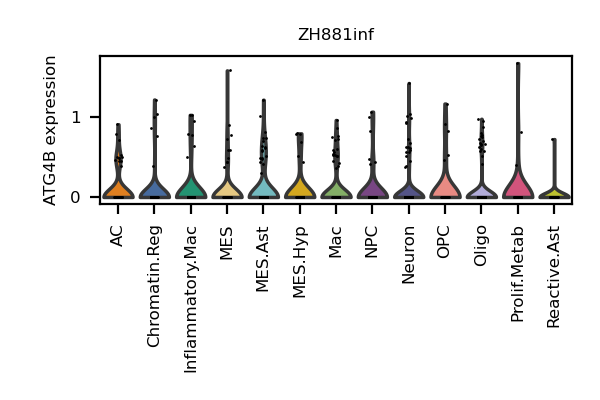 ZH881inf
ATG4B expression
1
0
AC
Chromatin.Reg
Inflammatory.Mac
MES
MES.Ast
MES.Hyp
Mac
NPC
Neuron
OPC
Oligo
Prolif.Metab
Reactive.Ast